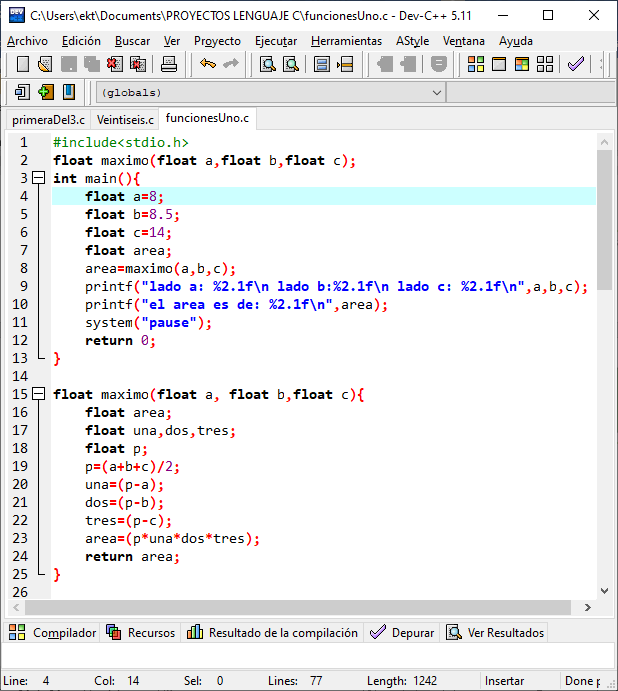 C:\Users\ekt\Documents\PROYECTOS LENGUAJE C\funcionesUno.c - Dev-C++ 5.11
Archivo Edición Buscar Ver Proyecto Ejecutar Herramientas AStyle Ventana Ayuda
(globals)
primeraDel3.c Veintiseis.c funcionesUno.c
1 #include<stdio.h>
2 float maximo(float a,float b,float c);
3 int main(){
4 float a=8;
5 float b=8.5;
6 float c=14;
7 float area;
8 area=maximo(a,b,c);
9 printf("lado a: %2.1f\n lado b:%2.1f\n lado c: %2.1f\n",a,b,c);
10 printf("el area es de: %2.1f\n",area);
11 system("pause");
12 return 0;
13 }
14
15 float maximo(float a, float b,float c){
16 float area;
17 float una,dos,tres;
18 float p;
19 p=(a+b+c)/2;
20 una=(p-a);
21 dos=(p-b);
22 tres=(p-c);
23 area=(p*una*dos*tres);
24 return area;
25 }
26
Compilador Recursos Resultado de la compilación Depurar Ver Resultados
Line: 4 Col: 14 Sel: 0 Lines: 77 Length: 1242 Insertar Done p